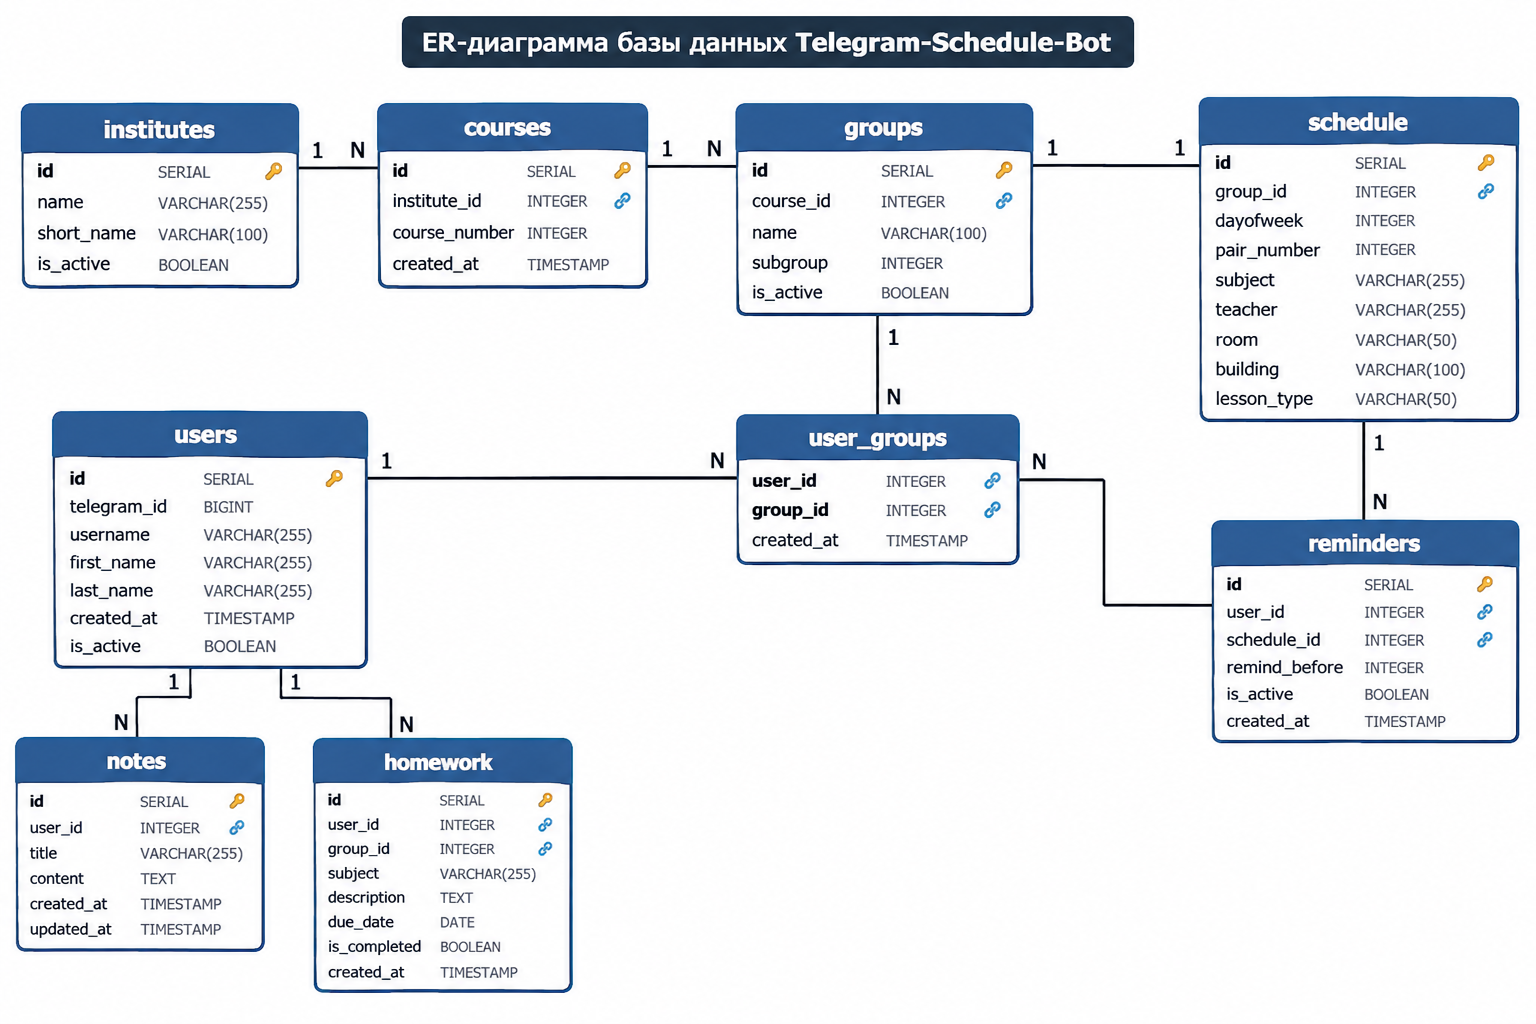 ER-диаграмма базы данных Telegram-Schedule-Bot
institutes
id SERIAL
name VARCHAR(255)
short_name VARCHAR(100)
is_active BOOLEAN
1 N
courses
id SERIAL
institute_id INTEGER
course_number INTEGER
created_at TIMESTAMP
1 N
groups
id SERIAL
course_id INTEGER
name VARCHAR(100)
subgroup INTEGER
is_active BOOLEAN
1 1
schedule
id SERIAL
group_id INTEGER
dayofweek INTEGER
pair_number INTEGER
subject VARCHAR(255)
teacher VARCHAR(255)
room VARCHAR(50)
building VARCHAR(100)
lesson_type VARCHAR(50)
1
N
users
id SERIAL
telegram_id BIGINT
username VARCHAR(255)
first_name VARCHAR(255)
last_name VARCHAR(255)
created_at TIMESTAMP
is_active BOOLEAN
1 N
user_groups
user_id INTEGER
group_id INTEGER
created_at TIMESTAMP
N
1
N
reminders
id SERIAL
user_id INTEGER
schedule_id INTEGER
remind_before INTEGER
is_active BOOLEAN
created_at TIMESTAMP
1 1
N N
notes
id SERIAL
user_id INTEGER
title VARCHAR(255)
content TEXT
created_at TIMESTAMP
updated_at TIMESTAMP
homework
id SERIAL
user_id INTEGER
group_id INTEGER
subject VARCHAR(255)
description TEXT
due_date DATE
is_completed BOOLEAN
created_at TIMESTAMP